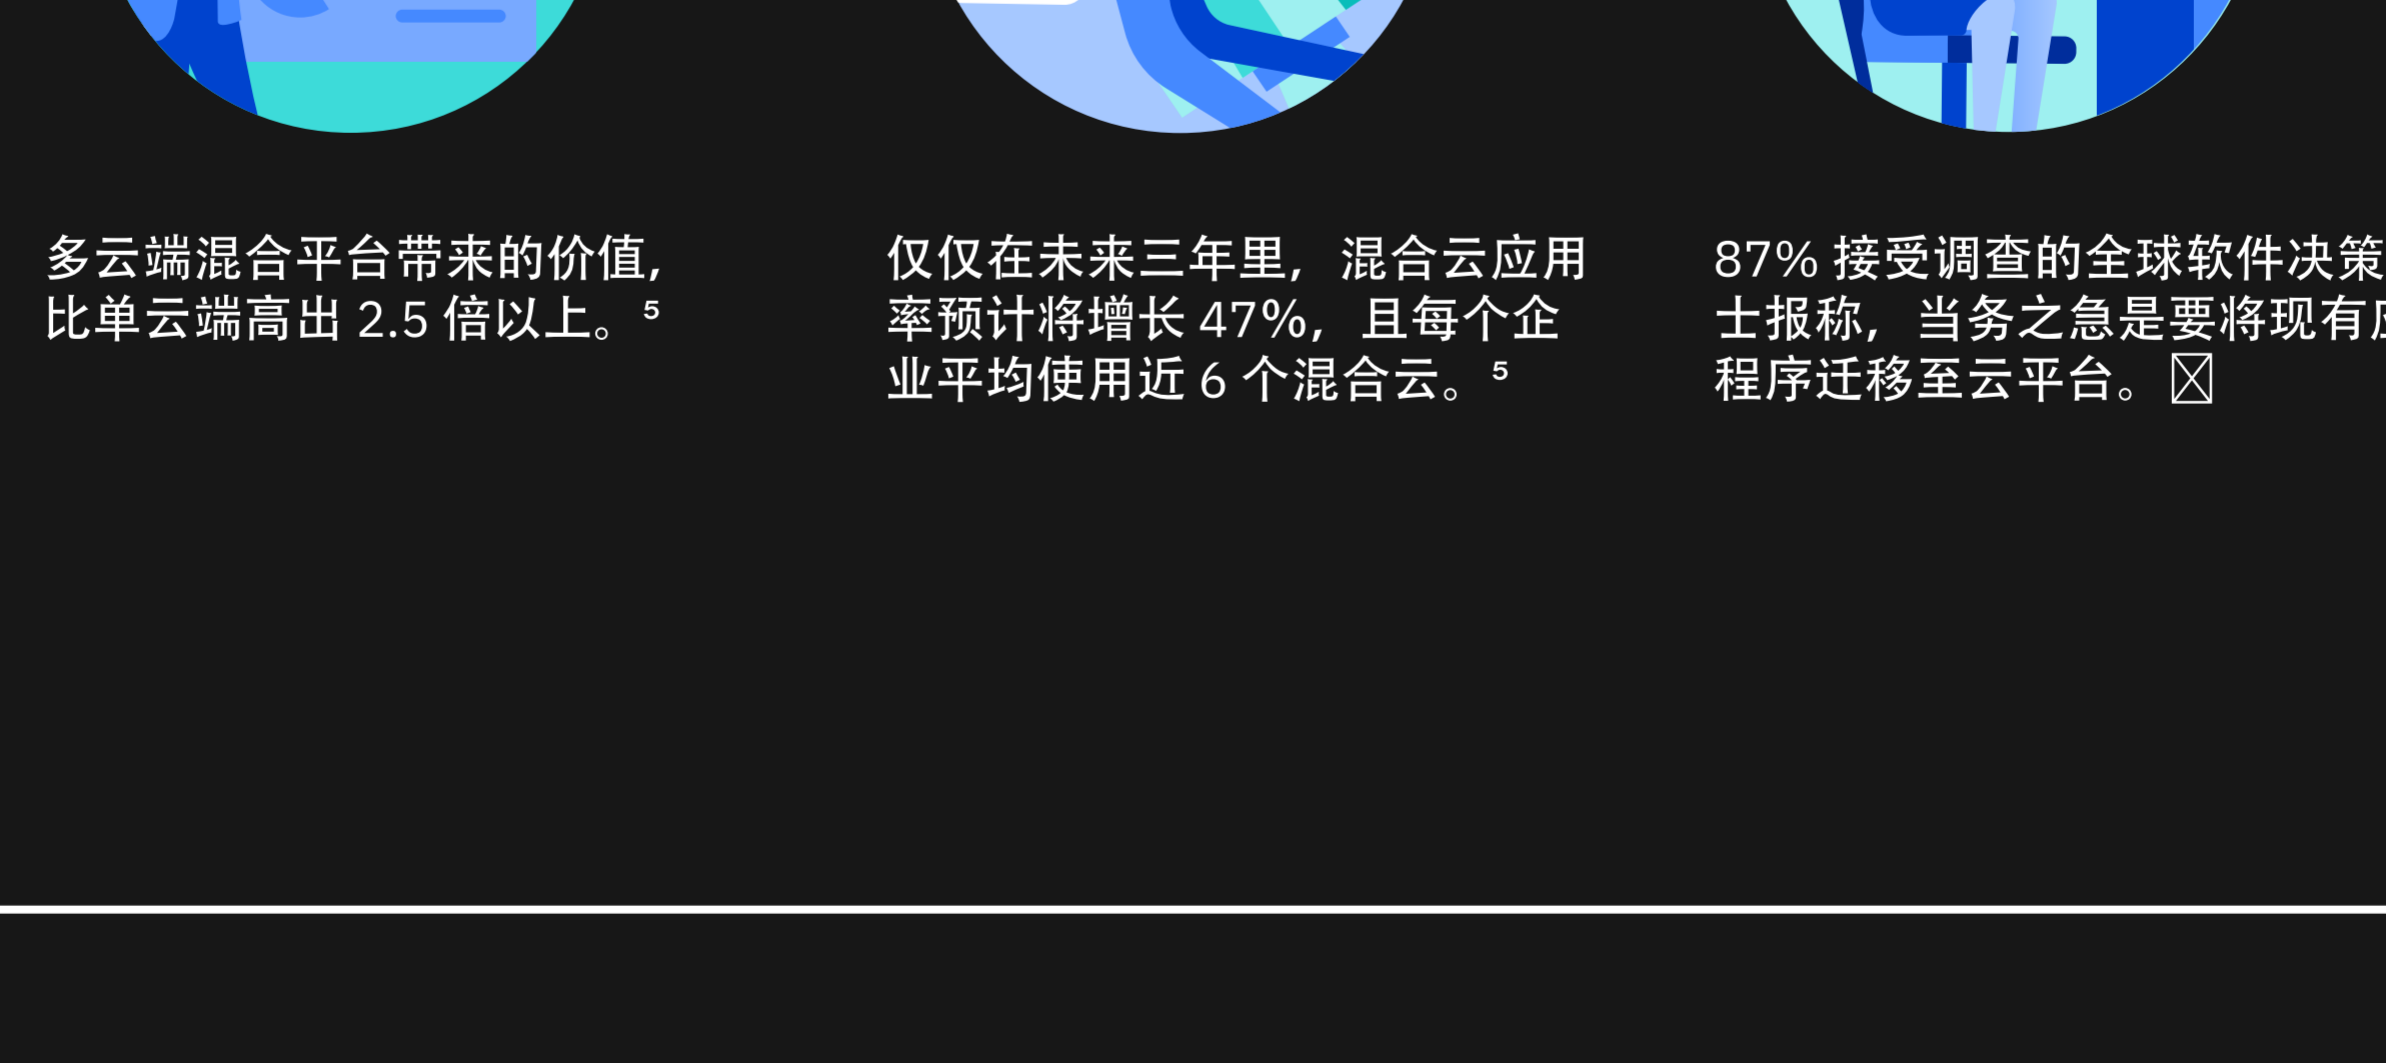 多云端混合平台带来的价值,
比单云端高出 2.5 倍以上。⁵
仅仅在未来三年里，混合云应用
率预计将增长 47%，且每个企
业平均使用近 6 个混合云。⁵
87% 接受调查的全球软件决策
士报称，当务之急是要将现有
程序迁移至云平台。